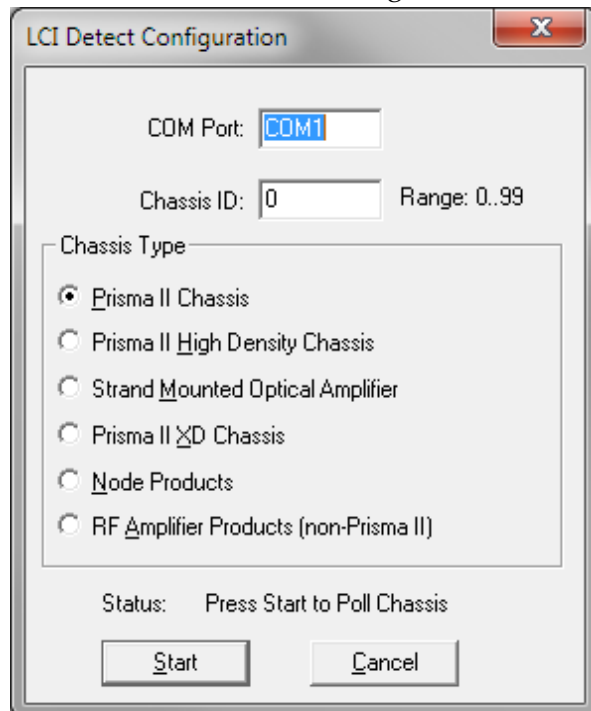 LCI Detect Configuration
COM Port: COM1
Chassis ID: 0 Range: 0..99
Chassis Type
Prisma II Chassis
Prisma II High Density Chassis
Strand Mounted Optical Amplifier
Prisma II XD Chassis
Node Products
RF Amplifier Products (non-Prisma II)
Status: Press Start to Poll Chassis
Start Cancel